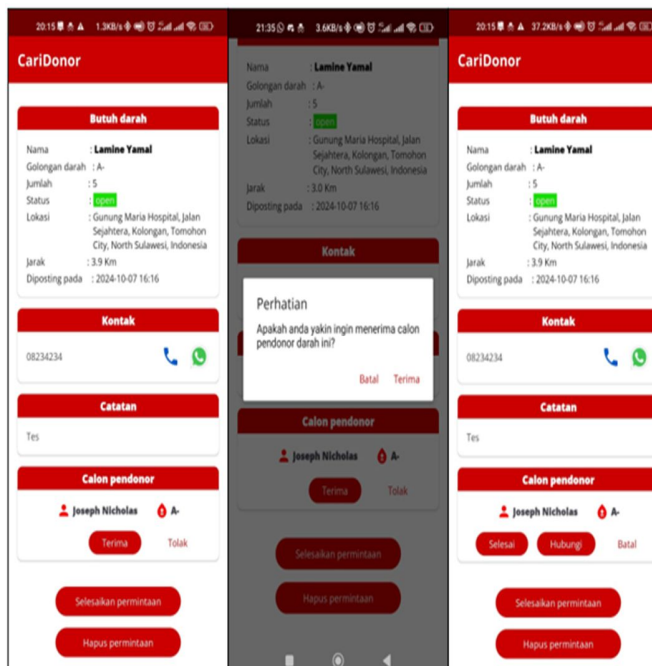 20:15 1.3KB/s
CariDonor
Butuh darah
Nama : Lamine Yamal
Golongan darah : A-
Jumlah : 5
Status : open
Lokasi : Gunung Maria Hospital, Jalan
Sejahtera, Kolongan, Tomohon
City, North Sulawesi, Indonesia
Jarak : 3.9 Km
Diposting pada : 2024-10-07 16:16
Kontak
08234234
Catatan
Tes
Calon pendonor
Joseph Nicholas A-
Terima Tolak
Selesaikan permintaan
Hapus permintaan
21:35 3.6KB/s
Nama : Lamine Yamal
Golongan darah : A-
Jumlah : 5
Status : open
Lokasi : Gunung Maria Hospital, Jalan
Sejahtera, Kolongan, Tomohon
City, North Sulawesi, Indonesia
Jarak : 3.0 Km
Diposting pada : 2024-10-07 16:16
Kontak
Perhatian
Apakah anda yakin ingin menerima calon
pendonor darah ini?
Batal Terima
Calon pendonor
Joseph Nicholas A-
Terima Tolak
Selesaikan permintaan
Hapus permintaan
20:15 37.2KB/s
CariDonor
Butuh darah
Nama : Lamine Yamal
Golongan darah : A-
Jumlah : 5
Status : open
Lokasi : Gunung Maria Hospital, Jalan
Sejahtera, Kolongan, Tomohon
City, North Sulawesi, Indonesia
Jarak : 3.9 Km
Diposting pada : 2024-10-07 16:16
Kontak
08234234
Catatan
Tes
Calon pendonor
Joseph Nicholas A-
Selesai Hubungi Batal
Selesaikan permintaan
Hapus permintaan